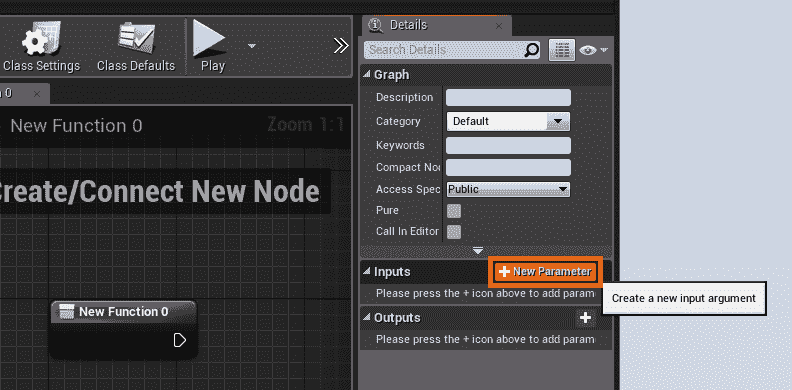 Details
Search Details
Class Settings
Class Defaults
Play
Graph
Description
Category
Default
Keywords
Compact No
Access Spec
Public
Pure
Call In Editor
0
New Function 0
Zoom 1:1
Create/Connect New Node
Inputs
New Parameter
Please press the + icon above to add param
Create a new input argument
Outputs
Please press the + icon above to add param
New Function 0